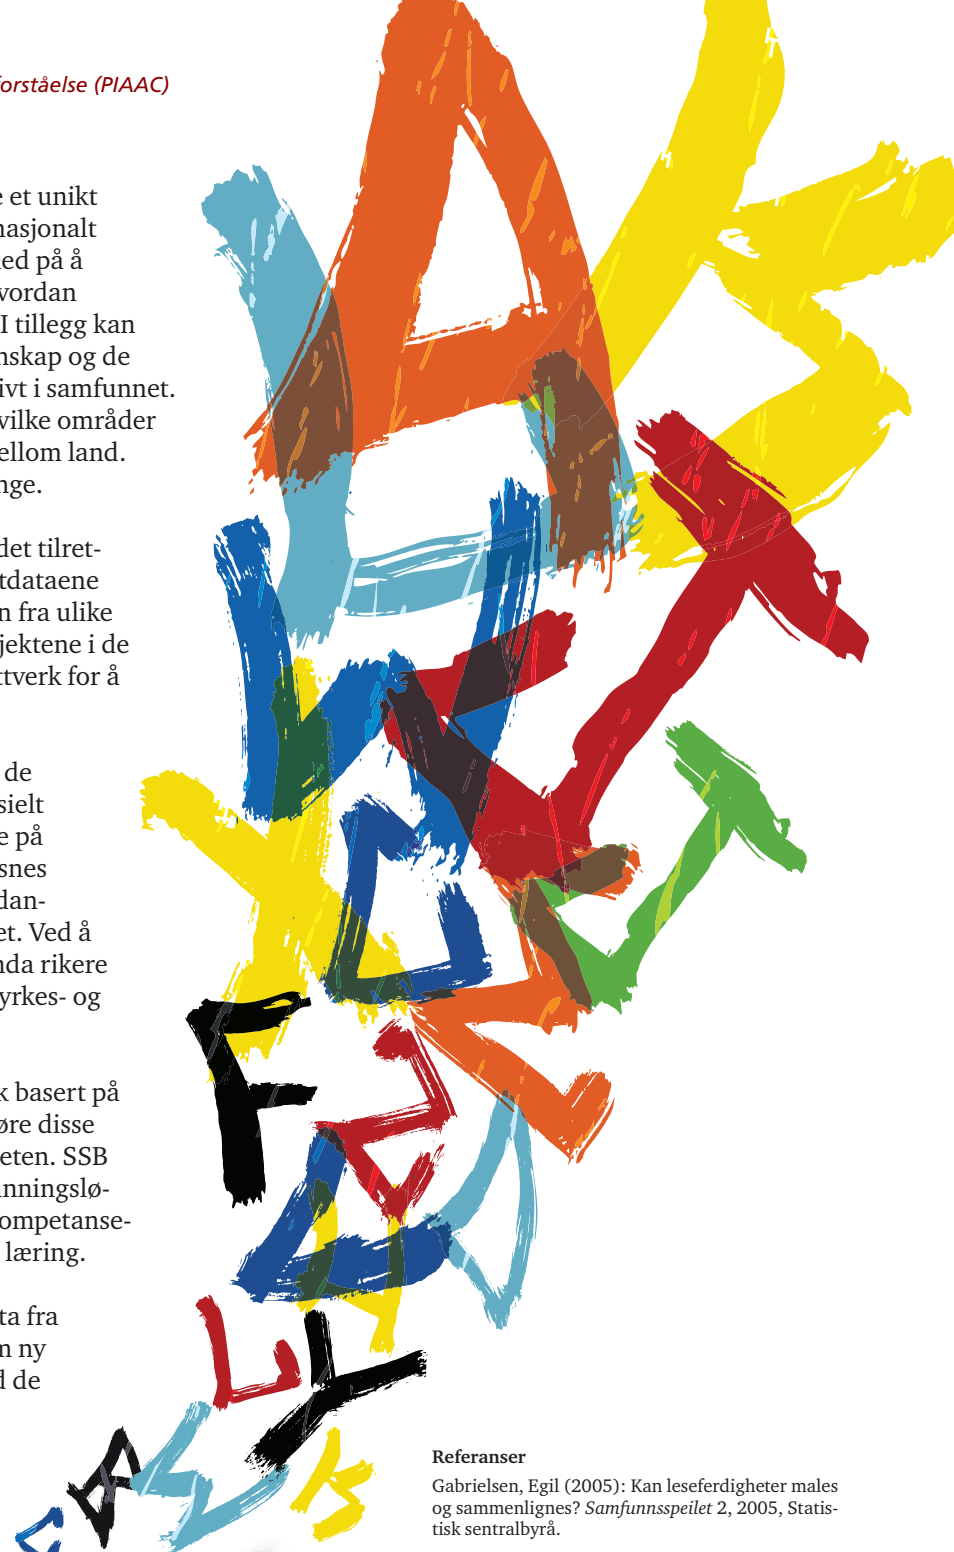 forståelse (PIAAC)
e et unikt
nasjonalt
ned på å
vordan
I tillegg kan
nskap og de
ivt i samfunnet.
vilke områder
ellom land.
nge.
det tilret-
tdataene
n fra ulike
jektene i de
ttverk for å
de
sielt
e på
snes
dan-
et. Ved å
nda rikere
yrkes- og
k basert på
øre disse
eten. SSB
nningslø-
ompetanse-
læring.
ta fra
n ny
d de
Referanser
Gabrielsen, Egil (2005): Kan leseferdigheter males
og sammenlignes? Samfunnsspeilet 2, 2005, Statis-
tisk sentralbyrå.